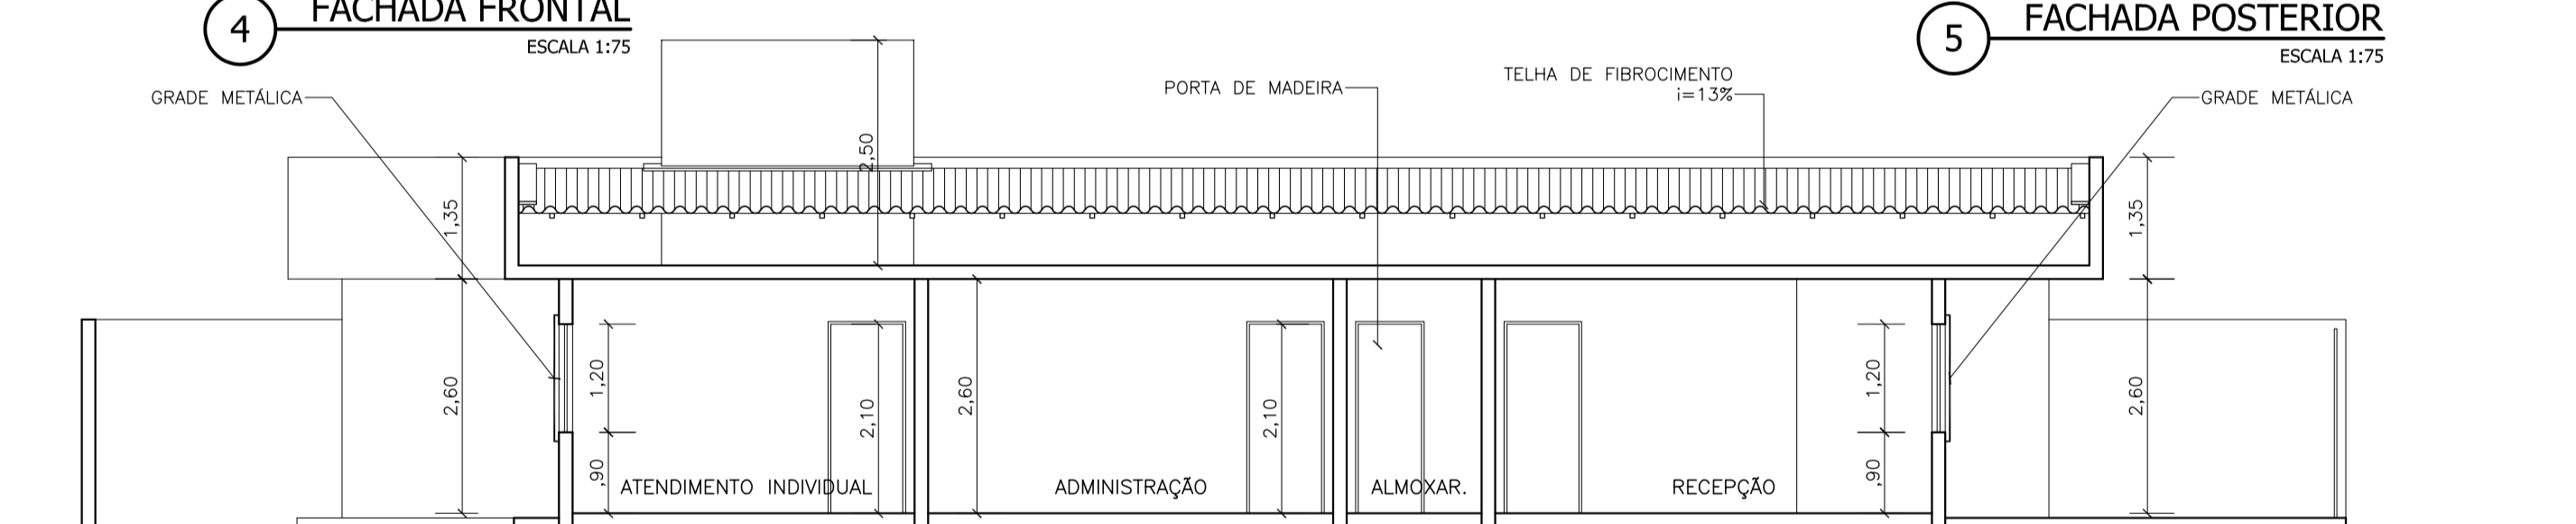 4
FACHADA FRONTAL
ESCALA 1:75
5
FACHADA POSTERIOR
ESCALA 1:75
GRADE METÁLICA
PORTA DE MADEIRA
TELHA DE FIBROCIMENTO
i=13%
GRADE METÁLICA
2,50
1,35
1,35
2,60
1,20
,90
2,10
2,60
2,10
1,20
,90
2,60
ATENDIMENTO INDIVIDUAL
ADMINISTRAÇÃO
ALMOXAR.
RECEPÇÃO